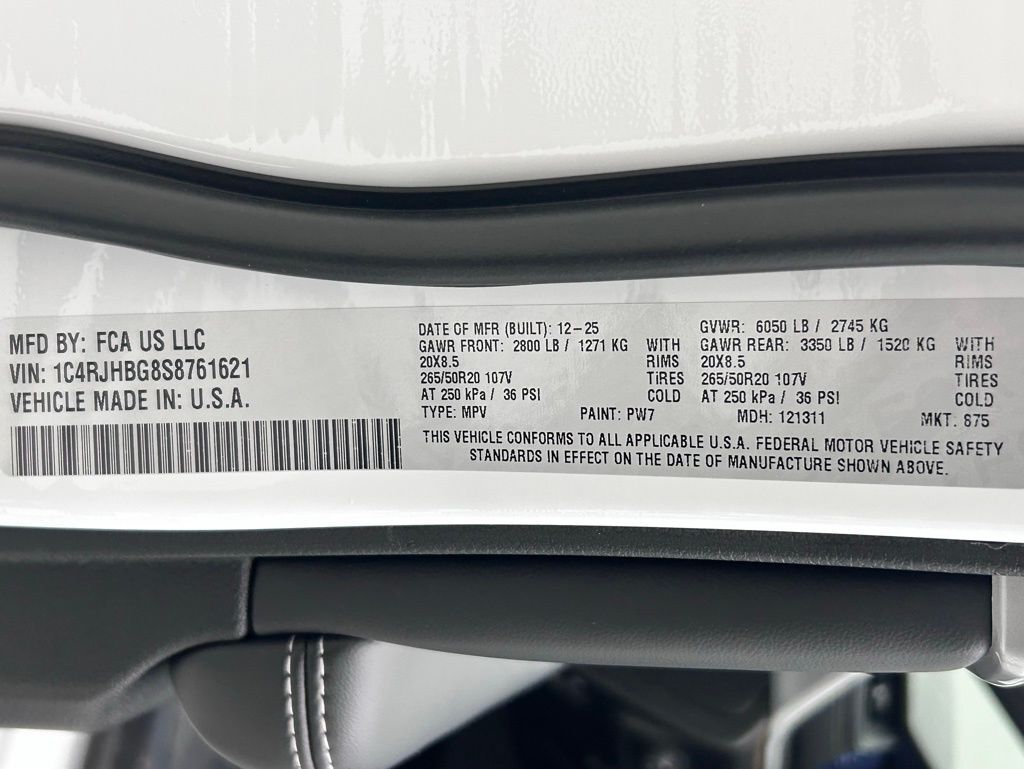 MFD BY: FCA US LLC
VIN: 1C4RJHBG8S8761621
VEHICLE MADE IN: U.S.A.
DATE OF MFR (BUILT): 12-25
GAWR FRONT: 2800 LB / 1271 KG WITH
20X8.5 RIMS
265/50R20 107V TIRES
AT 250 kPa / 36 PSI COLD
TYPE: MPV PAINT: PW7
GVWR: 6050 LB / 2745 KG
GAWR REAR: 3350 LB / 1520 KG WITH
20X8.5 RIMS
265/50R20 107V TIRES
AT 250 kPa / 36 PSI COLD
MDH: 121311 MKT: 875
THIS VEHICLE CONFORMS TO ALL APPLICABLE U.S.A. FEDERAL MOTOR VEHICLE SAFETY
STANDARDS IN EFFECT ON THE DATE OF MANUFACTURE SHOWN ABOVE.